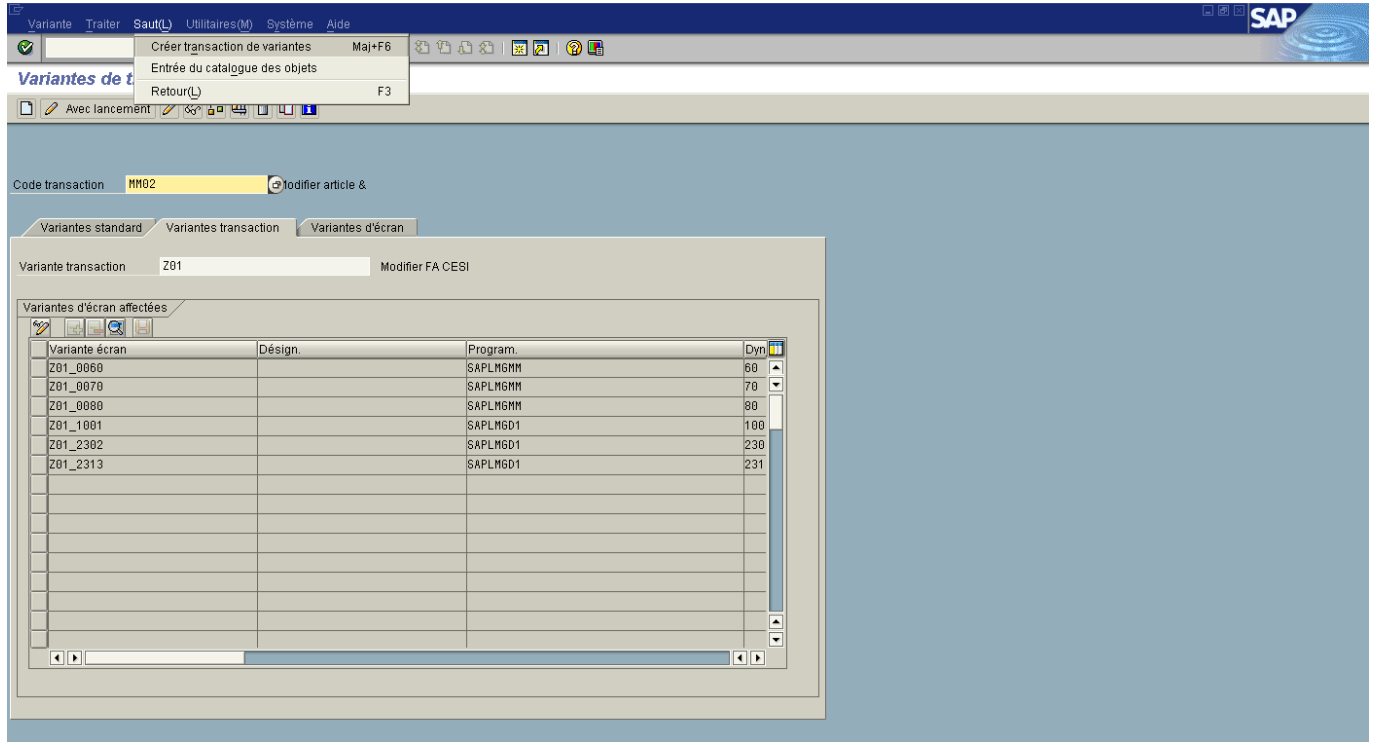 Variante Traiter Saut(L) Utilitaires(M) Système Aide
SAP
Créer transaction de variantes Maj+F6
Entrée du catalogue des objets
Retour(L) F3
Variantes de t
Avec lancement
Code transaction MM02 Modifier article &
Variantes standard Variantes transaction Variantes d'écran
Variante transaction Z01 Modifier FA CESI
Variantes d'écran affectées
Variante écran Désign. Program. Dyn
Z01_0060 SAPLMGMM 60
Z01_0070 SAPLMGMM 70
Z01_0080 SAPLMGMM 80
Z01_1001 SAPLMGD1 100
Z01_2302 SAPLMGD1 230
Z01_2313 SAPLMGD1 231